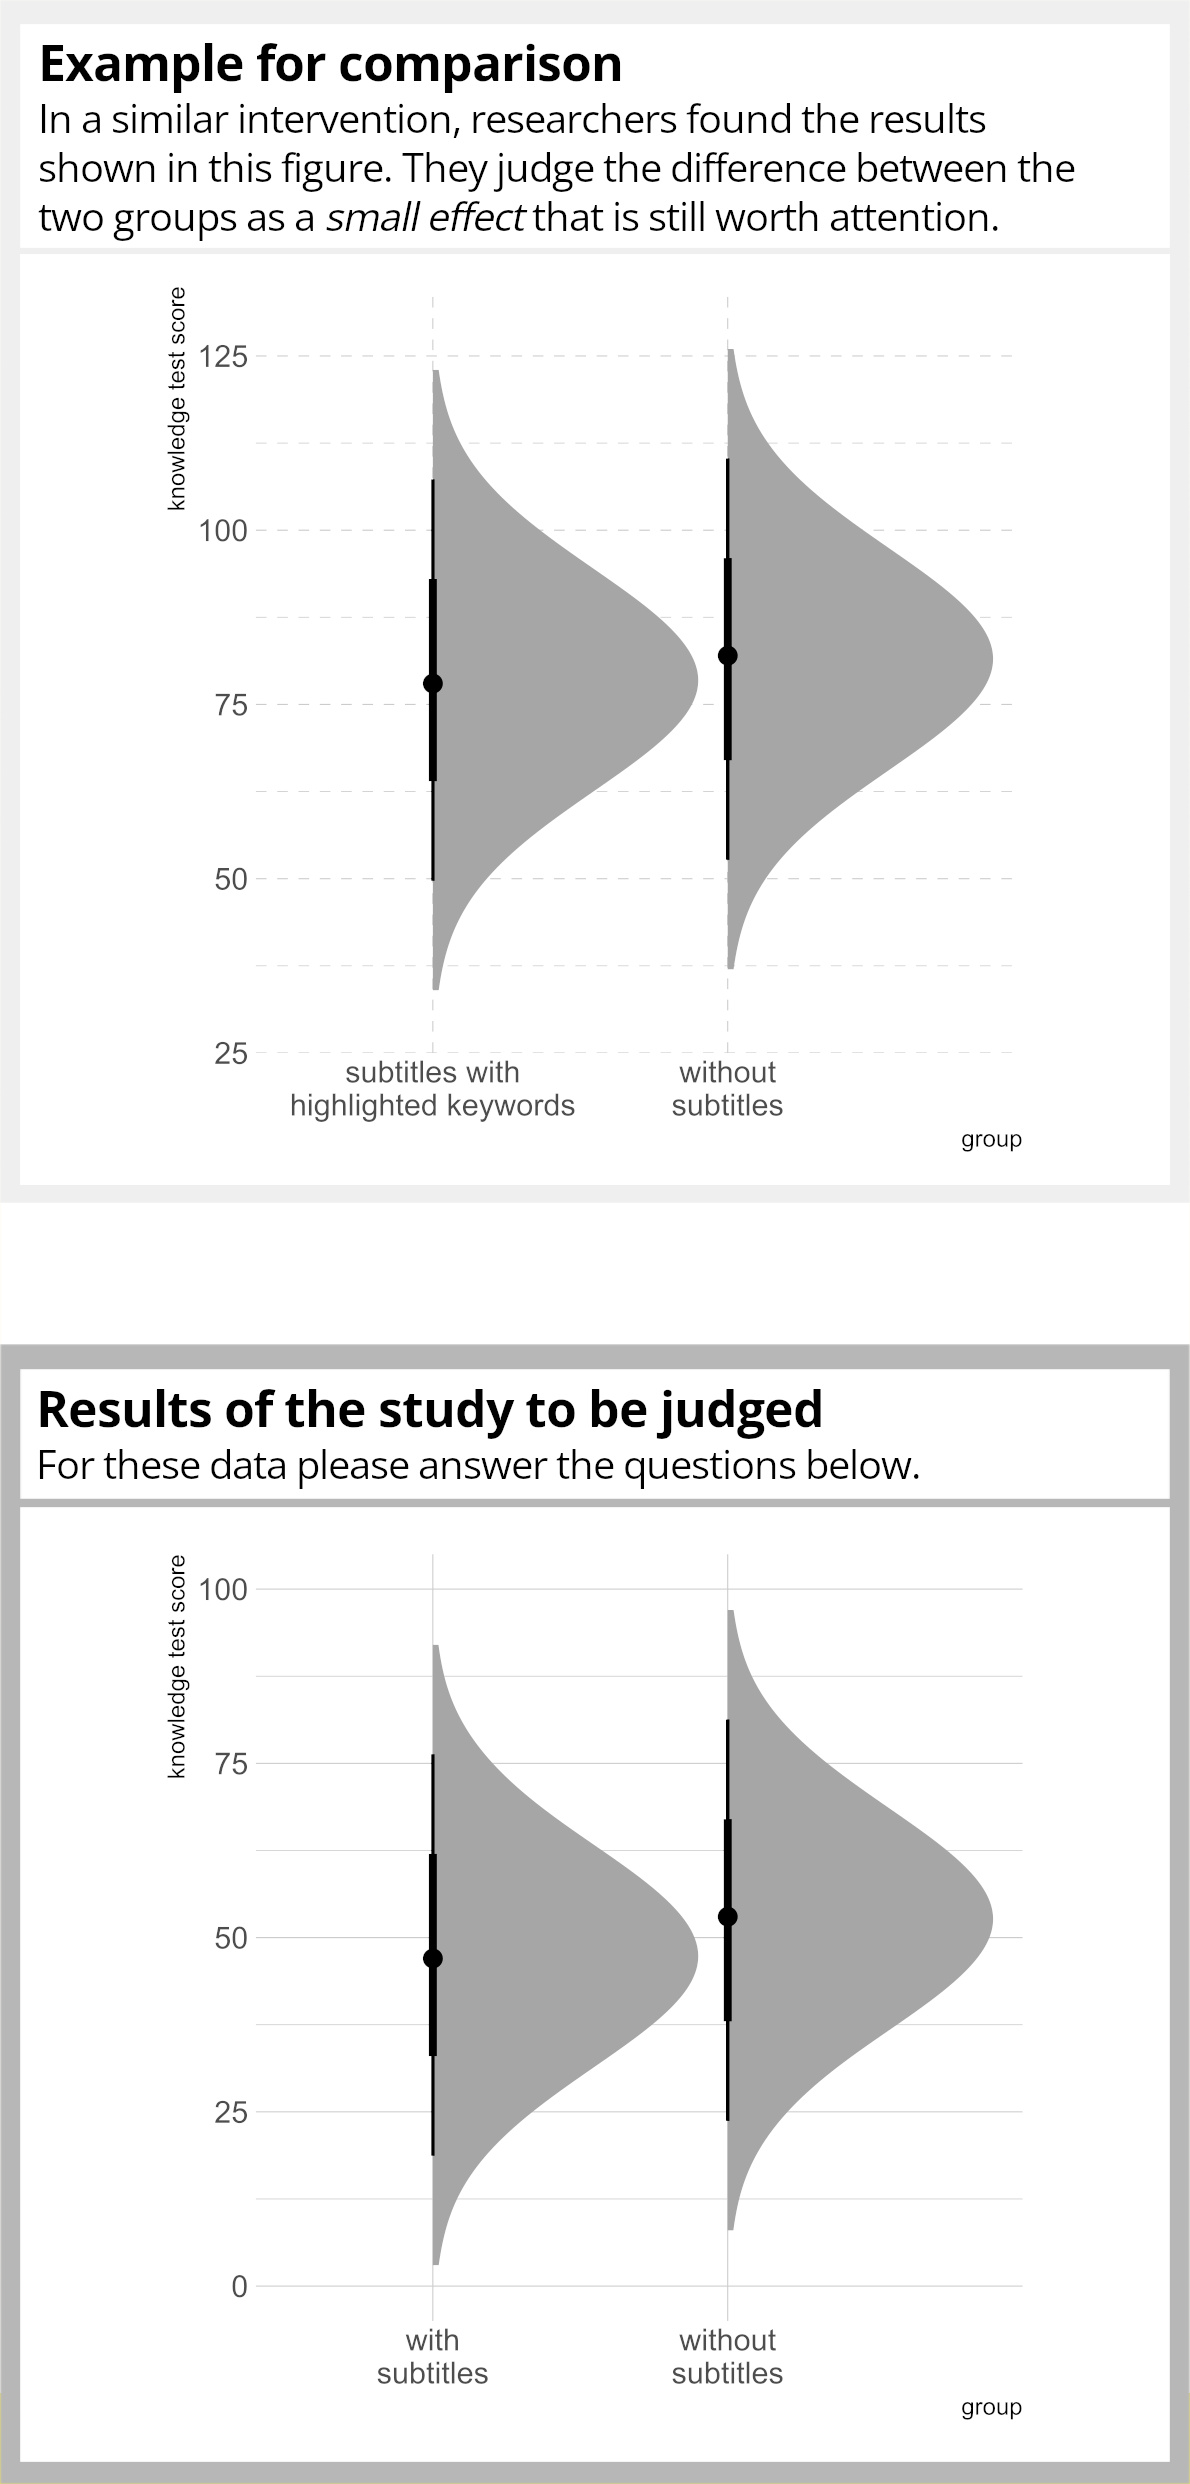 Example for comparison
In a similar intervention, researchers found the results
shown in this figure. They judge the difference between the
two groups as a small effect that is still worth attention.
knowledge test score
125
100
75
50
25
subtitles with
highlighted keywords
without
subtitles
group
Results of the study to be judged
For these data please answer the questions below.
knowledge test score
100
75
50
25
0
with
subtitles
without
subtitles
group